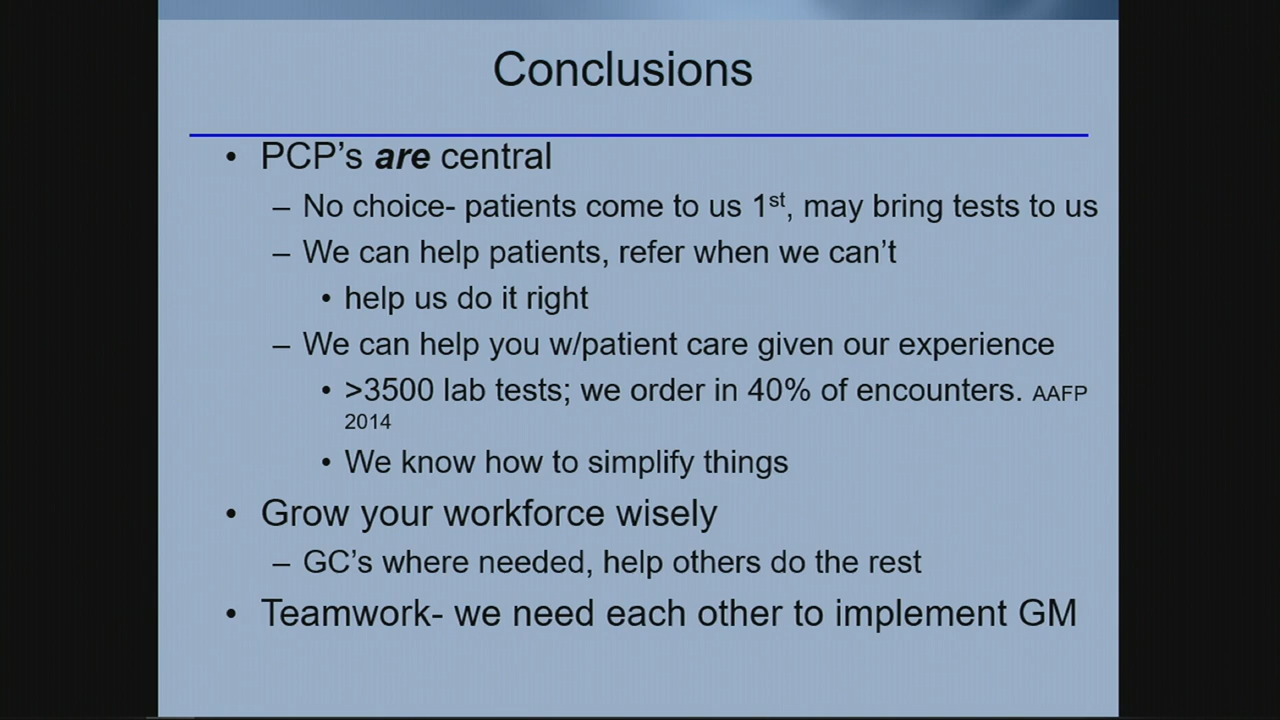 Conclusions
• PCP’s are central
– No choice- patients come to us 1st, may bring tests to us
– We can help patients, refer when we can’t
• help us do it right
– We can help you w/patient care given our experience
• >3500 lab tests; we order in 40% of encounters. AAFP
2014
• We know how to simplify things
• Grow your workforce wisely
– GC’s where needed, help others do the rest
• Teamwork- we need each other to implement GM